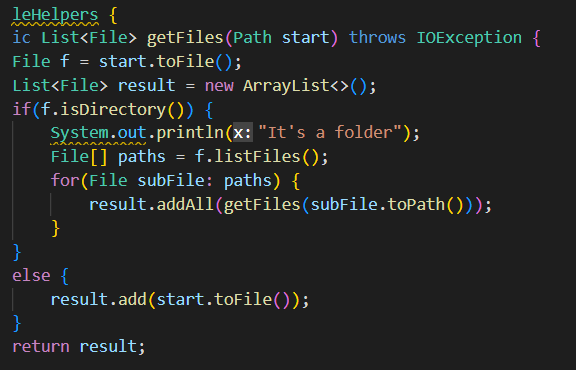 leHelpers {
ic List<File> getFiles(Path start) throws IOException {
File f = start.toFile();
List<File> result = new ArrayList<>();
if(f.isDirectory()) {
System.out.println(x: "It's a folder");
File[] paths = f.listFiles();
for(File subFile: paths) {
result.addAll(getFiles(subFile.toPath()));
}
}
else {
result.add(start.toFile());
}
return result;